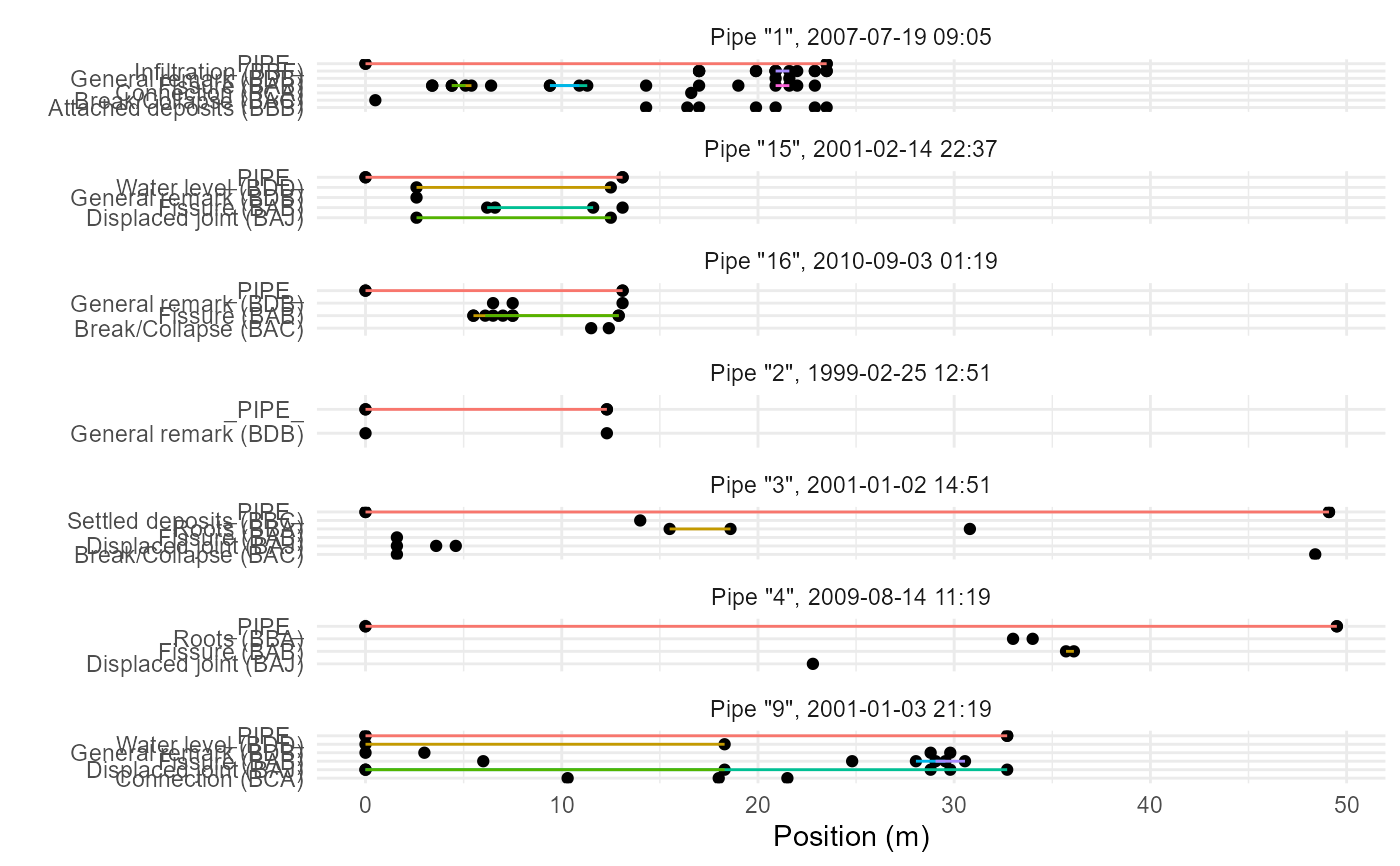 Pipe "1", 2007-07-19 09:05
_PIPE_
Infiltration (BBF)
General remark (BDB)
Fissure (BAB)
Connection (BCA)
Break/Collapse (BAC)
Attached deposits (BBB)
Pipe "15", 2001-02-14 22:37
_PIPE_
Water level (BDD)
General remark (BDB)
Fissure (BAB)
Displaced joint (BAJ)
Pipe "16", 2010-09-03 01:19
_PIPE_
General remark (BDB)
Fissure (BAB)
Break/Collapse (BAC)
Pipe "2", 1999-02-25 12:51
_PIPE_
General remark (BDB)
Pipe "3", 2001-01-02 14:51
_PIPE_
Settled deposits (BBC)
Roots (BBA)
Fissure (BAB)
Displaced joint (BAJ)
Break/Collapse (BAC)
Pipe "4", 2009-08-14 11:19
_PIPE_
Roots (BBA)
Fissure (BAB)
Displaced joint (BAJ)
Pipe "9", 2001-01-03 21:19
_PIPE_
Water level (BDD)
General remark (BDB)
Fissure (BAB)
Displaced joint (BAJ)
Connection (BCA)
0 10 20 30 40 50
Position (m)